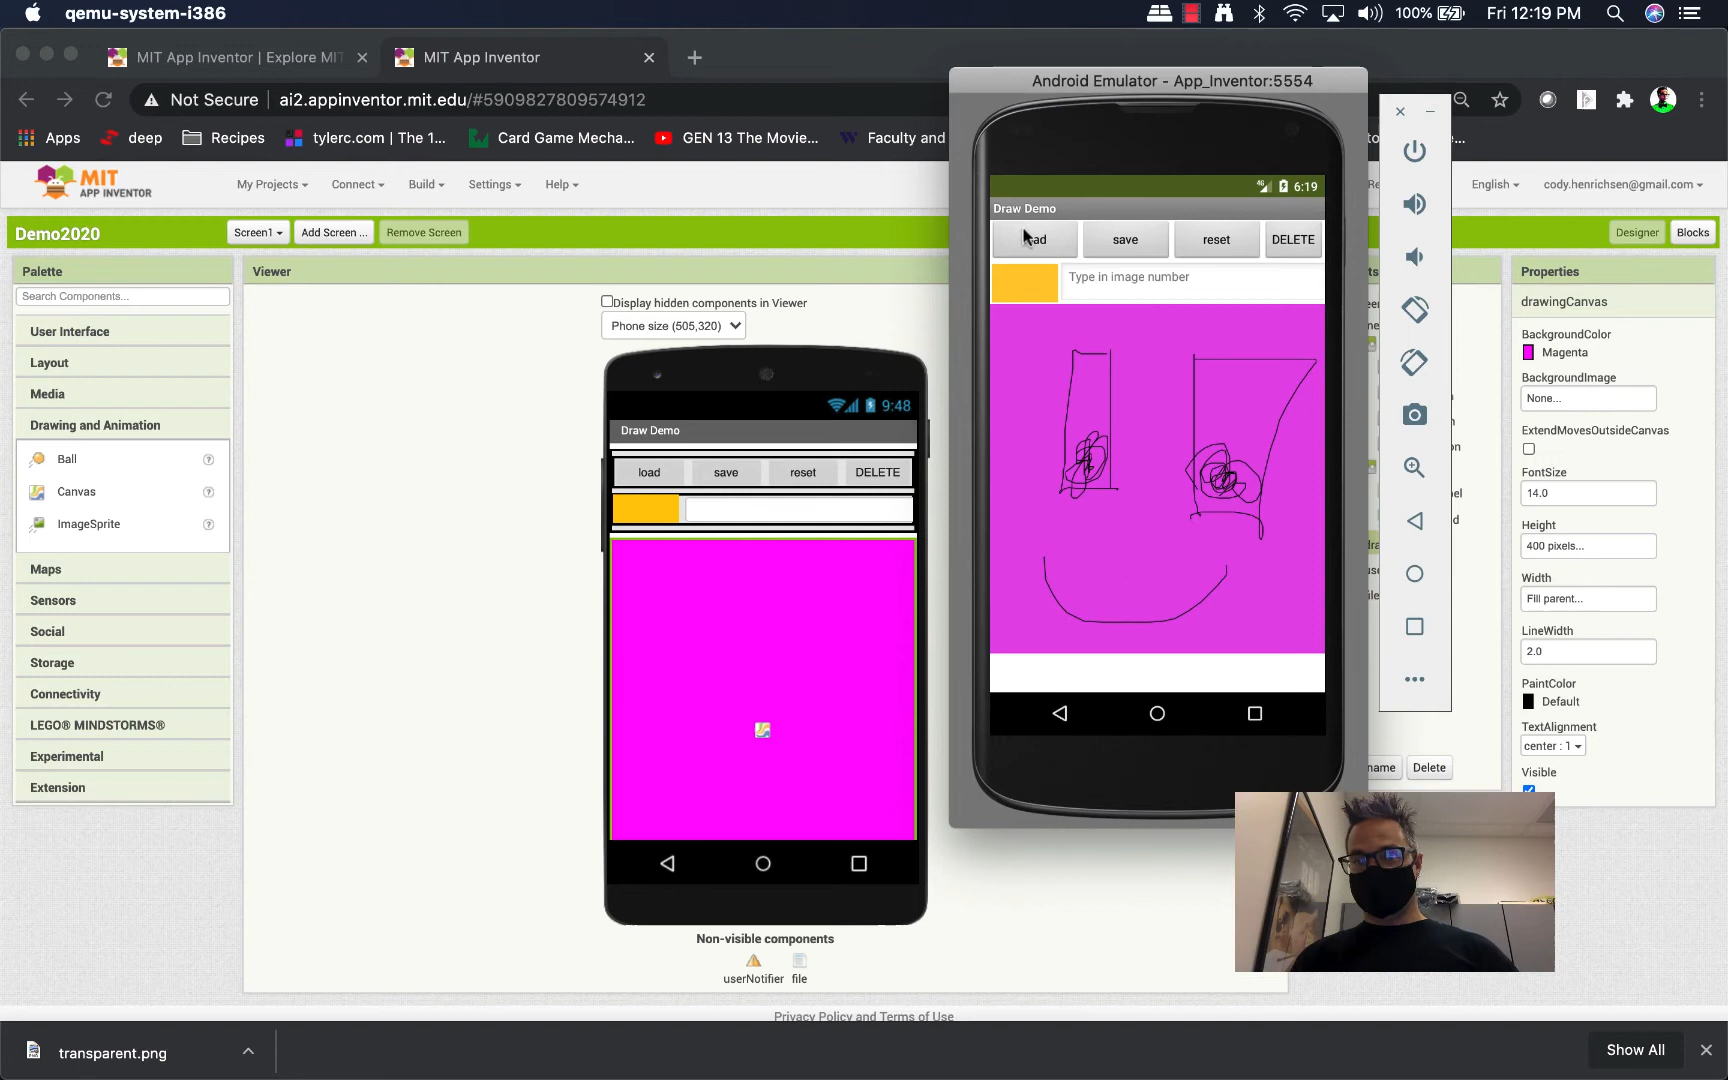 qemu-system-i386
100%
Fri 12:19 PM
MIT App Inventor | Explore MIT
MIT App Inventor
Not Secure
ai2.appinventor.mit.edu/#5909827809574912
Apps
deep
Recipes
tylerc.com | The 1...
Card Game Mecha...
GEN 13 The Movie...
Faculty and
MIT
APP INVENTOR
My Projects
Connect
Build
Settings
Help
English
cody.henrichsen@gmail.com
Demo2020
Screen1
Add Screen ...
Remove Screen
Designer
Blocks
Palette
Search Components...
User Interface
Layout
Media
Drawing and Animation
Ball
Canvas
ImageSprite
Maps
Sensors
Social
Storage
Connectivity
LEGO® MINDSTORMS®
Experimental
Extension
Viewer
Display hidden components in Viewer
Phone size (505,320)
9:48
Draw Demo
load
save
reset
DELETE
Non-visible components
userNotifier
file
Android Emulator - App_Inventor:5554
4G
6:19
Draw Demo
ad
save
reset
DELETE
Type in image number
name
Delete
Properties
drawingCanvas
BackgroundColor
Magenta
BackgroundImage
None...
ExtendMovesOutsideCanvas
FontSize
14.0
Height
400 pixels...
Width
Fill parent...
LineWidth
2.0
PaintColor
Default
TextAlignment
center : 1
Visible
Privacy Policy and Terms of Use
transparent.png
Show All